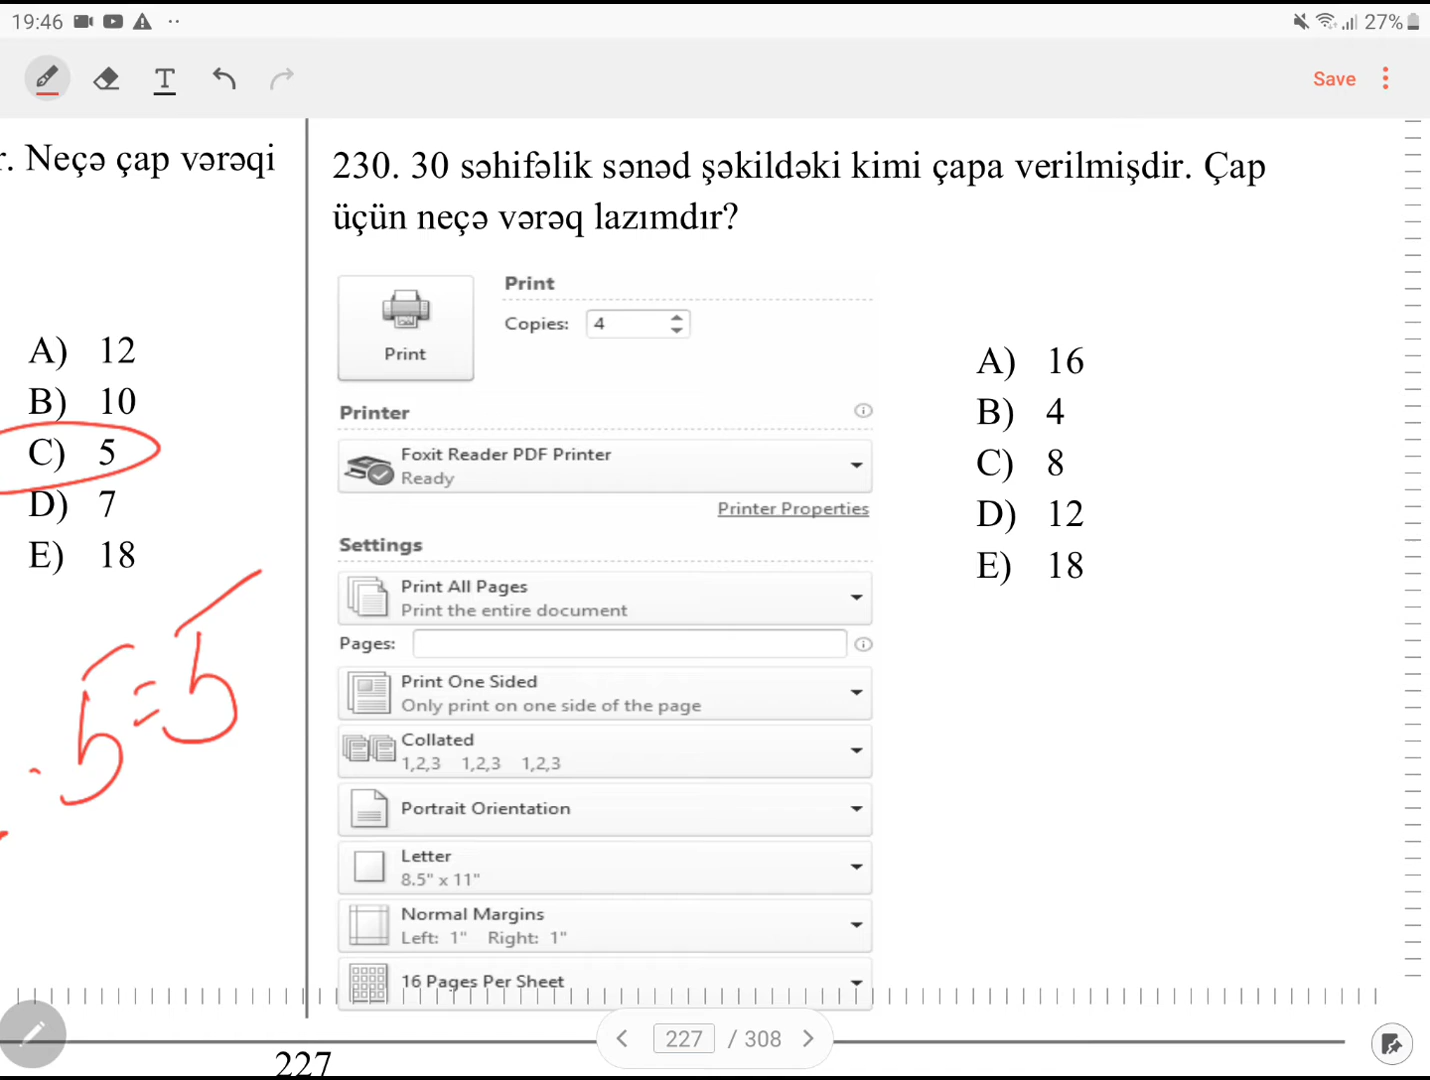 19:46
27%
T
Save
r. Neçə çap vərəqi
A) 12
B) 10
C) 5
D) 7
E) 18
. 5 = 5
230. 30 səhifəlik sənəd şəkildəki kimi çapa verilmişdir. Çap
üçün neçə vərəq lazımdır?
Print
Print
Copies: 4
Printer
Foxit Reader PDF Printer
Ready
Printer Properties
Settings
Print All Pages
Print the entire document
Pages:
Print One Sided
Only print on one side of the page
Collated
1,2,3 1,2,3 1,2,3
Portrait Orientation
Letter
8.5" x 11"
Normal Margins
Left: 1" Right: 1"
16 Pages Per Sheet
A) 16
B) 4
C) 8
D) 12
E) 18
227 / 308
227